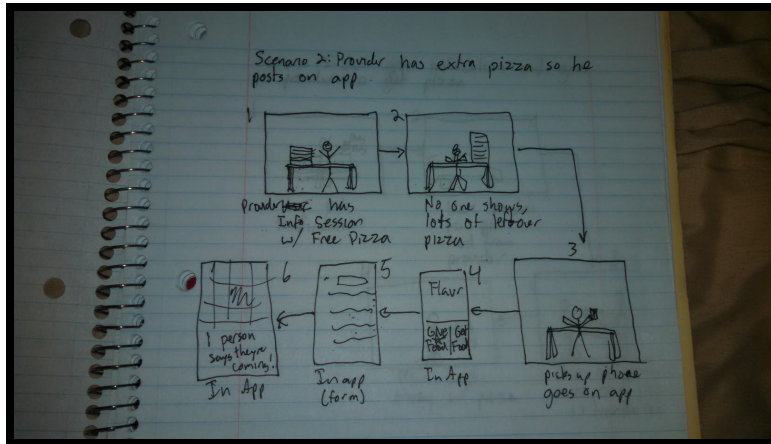 Scenario 2: Provider has extra pizza so he
posts on app.
1
2
Provider has
Info Session
w/ Free Pizza
No one shows,
lots of leftover
pizza
3
picks up phone
goes on app
4
Flavr
Give Food | Get Food
In App
5
In app
(form)
6
1 person
says they're
coming!
In App